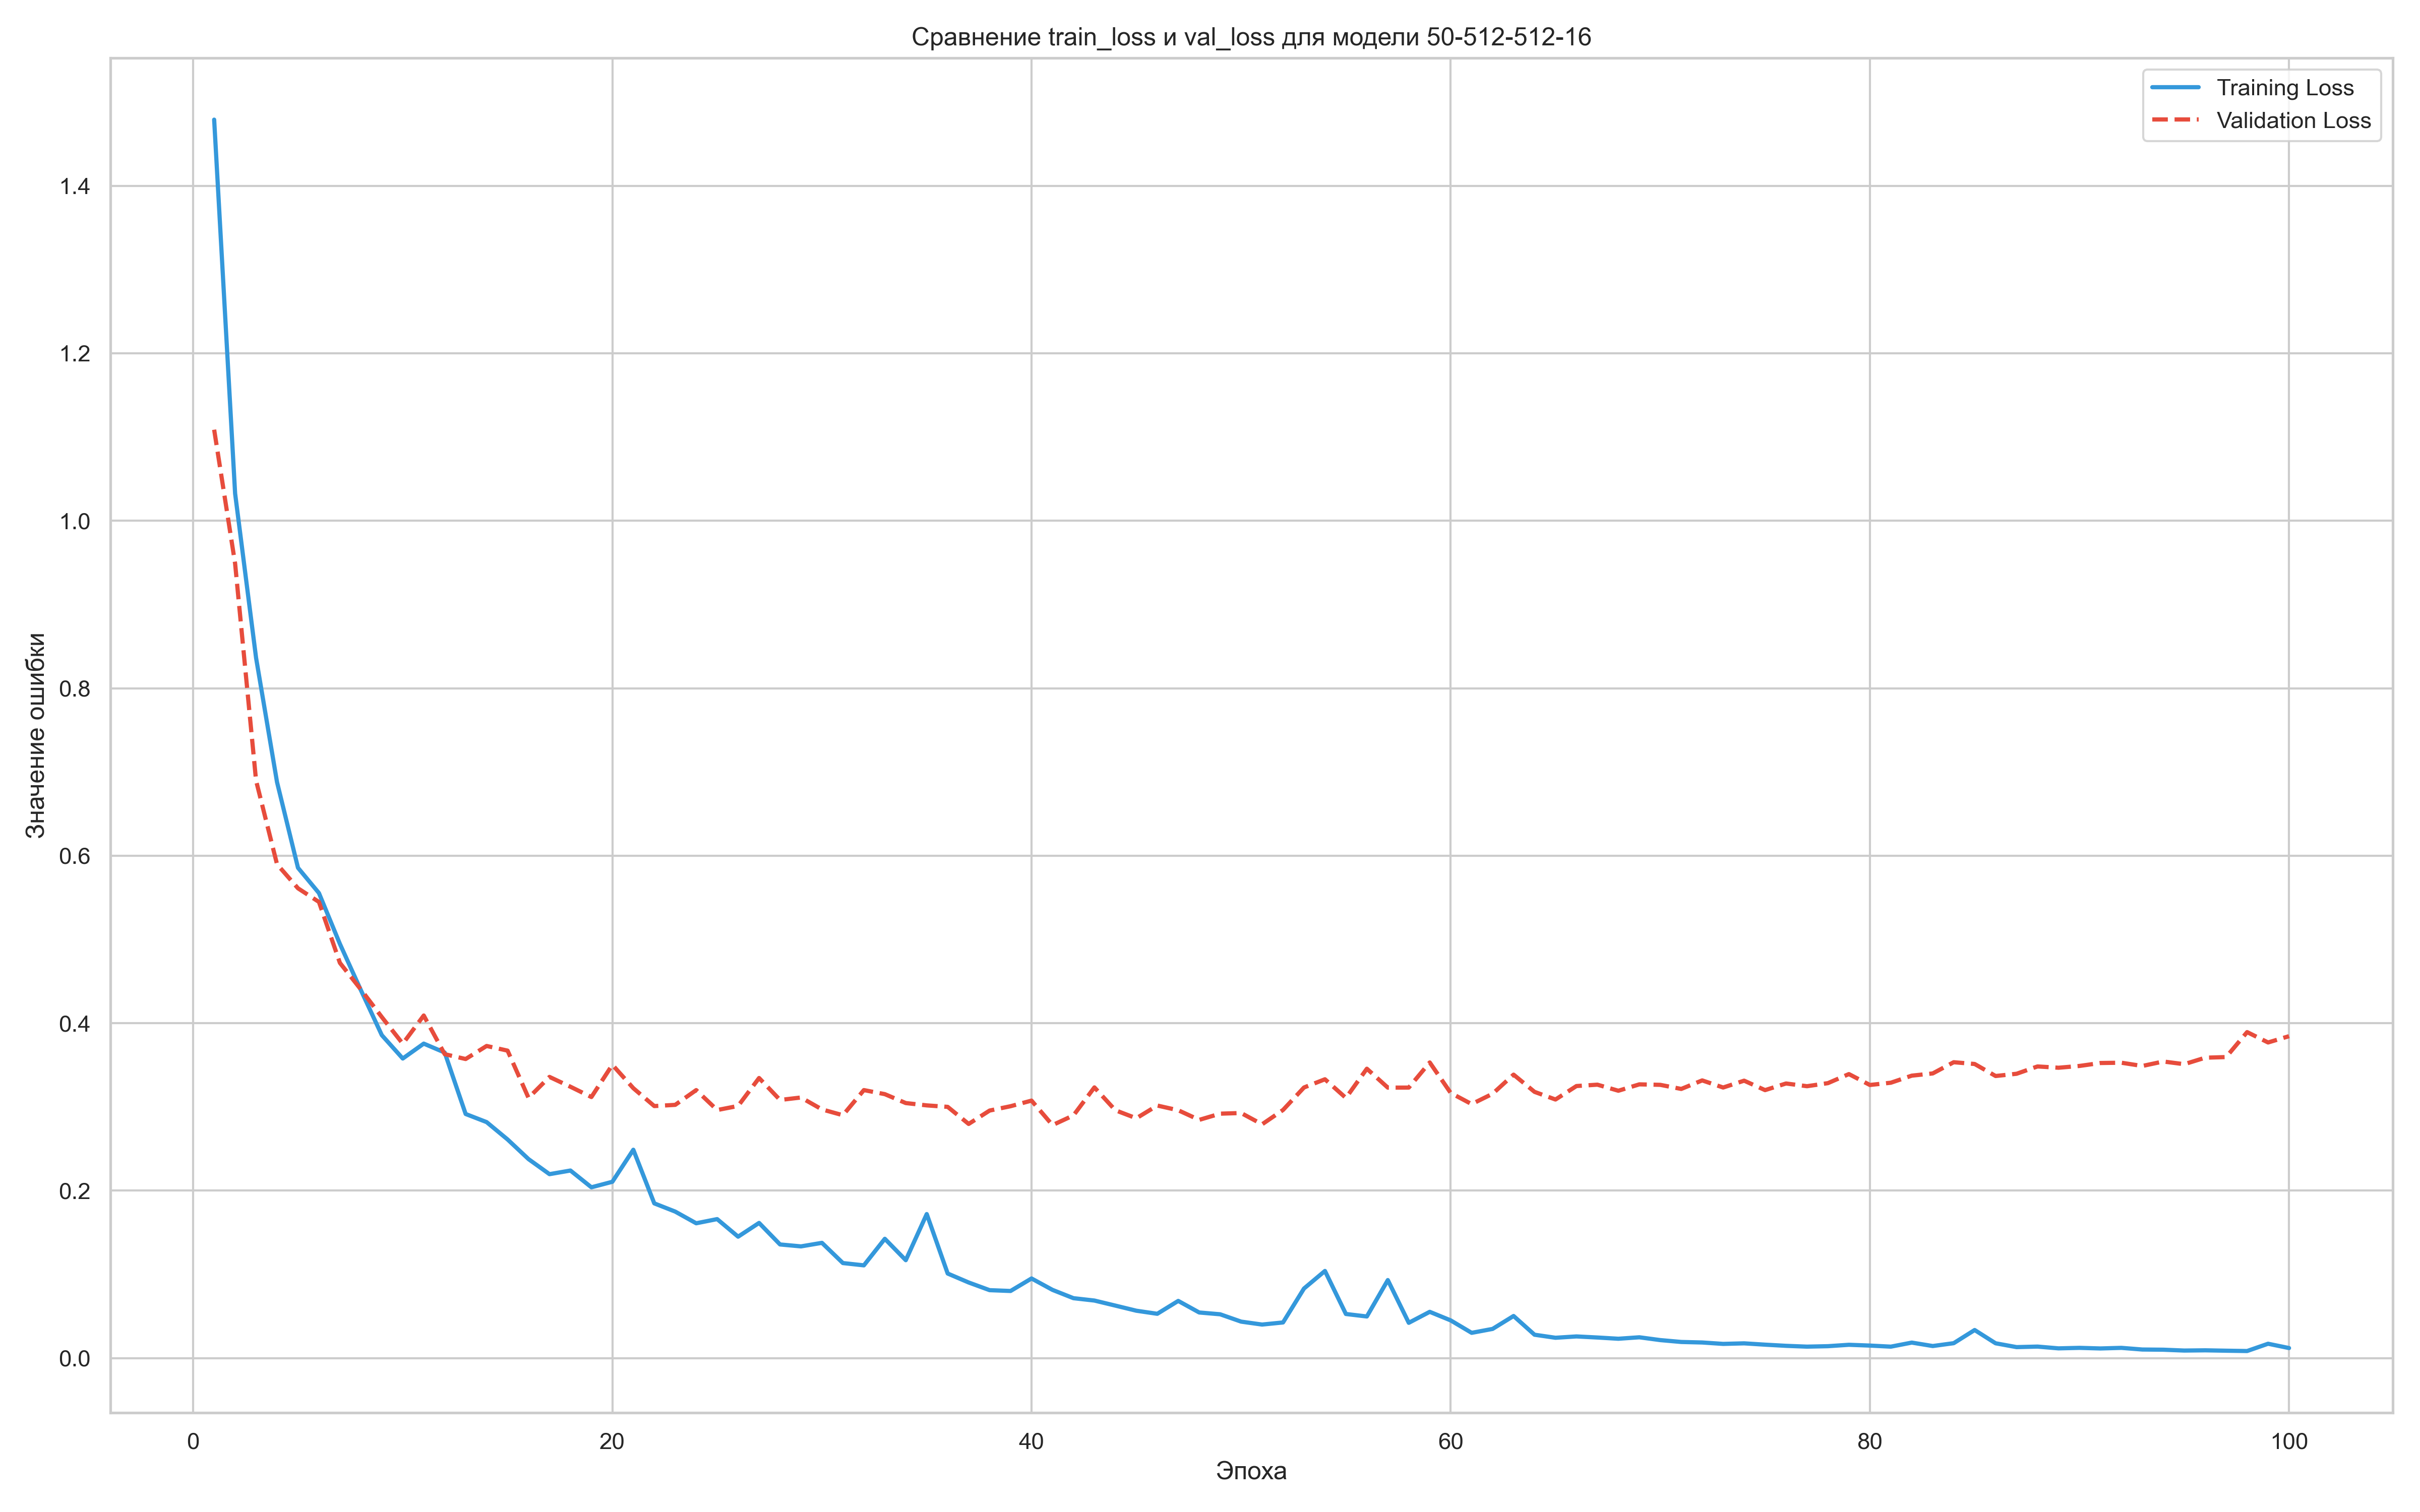 Сравнение train_loss и val_loss для модели 50-512-512-16
Training Loss
Validation Loss
1.4
1.2
1.0
0.8
0.6
0.4
0.2
0.0
Значение ошибки
0
20
40
60
80
100
Эпоха